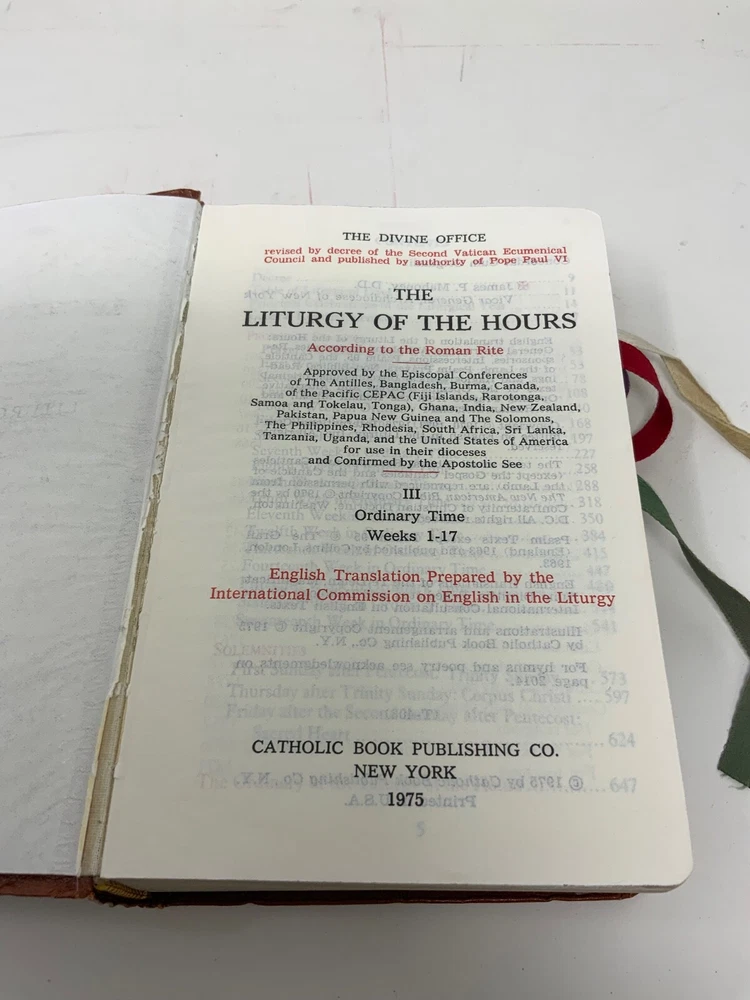 THE DIVINE OFFICE
revised by decree of the Second Vatican Ecumenical
Council and published by authority of Pope Paul VI
THE
LITURGY OF THE HOURS
According to the Roman Rite
Approved by the Episcopal Conferences
of The Antilles, Bangladesh, Burma, Canada,
of the Pacific CEPAC (Fiji Islands, Rarotonga,
Samoa and Tokelau, Tonga), Ghana, India, New Zealand,
Pakistan, Papua New Guinea and The Solomons,
The Philippines, Rhodesia, South Africa, Sri Lanka,
Tanzania, Uganda, and the United States of America
for use in their dioceses
and Confirmed by the Apostolic See
III
Ordinary Time
Weeks 1-17
English Translation Prepared by the
International Commission on English in the Liturgy
CATHOLIC BOOK PUBLISHING CO.
NEW YORK
1975